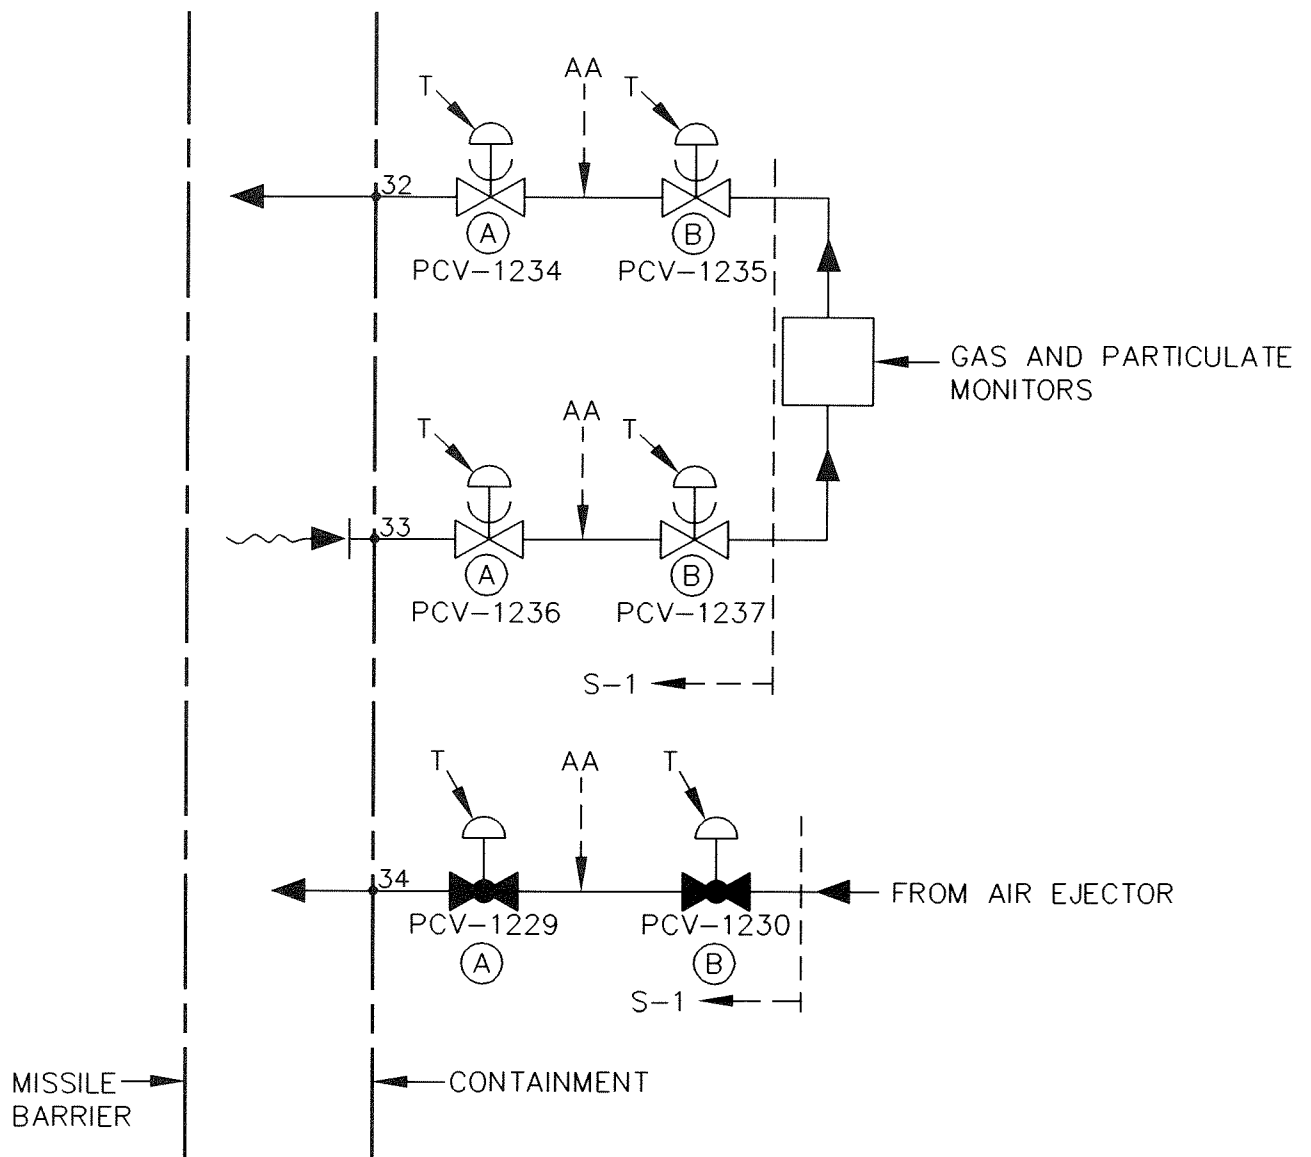 T
AA
T
32
A
B
PCV-1234
PCV-1235
GAS AND PARTICULATE
MONITORS
T
AA
T
33
A
B
PCV-1236
PCV-1237
S-1
T
AA
T
34
FROM AIR EJECTOR
PCV-1229
PCV-1230
A
B
S-1
MISSILE
BARRIER
CONTAINMENT